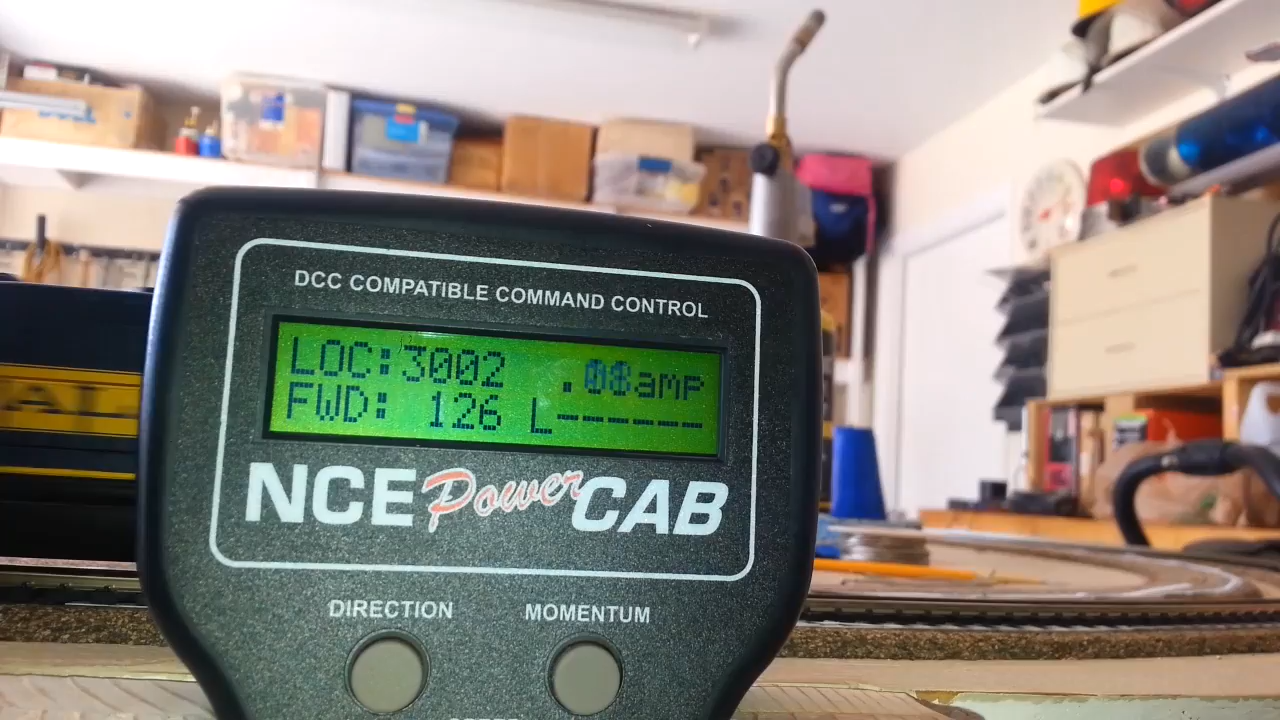 DCC COMPATIBLE COMMAND CONTROL
LOC:3002 .08amp
FWD: 126 L------
NCE Power CAB
DIRECTION MOMENTUM